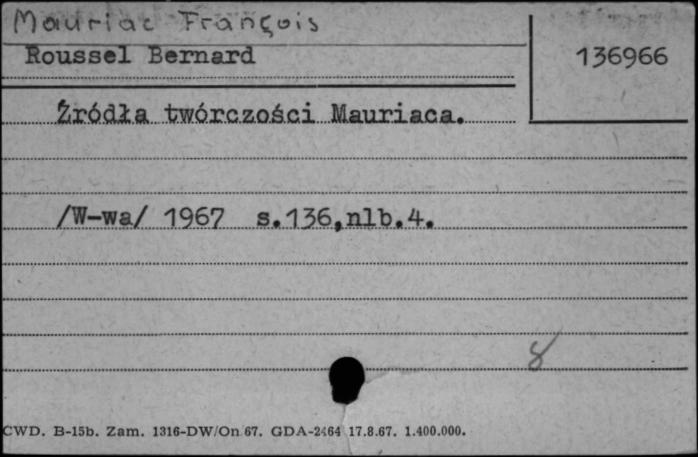 Mauriac François
Roussel Bernard
136966
Źródła twórczości Mauriaca.
/W-wa/ 1967 s.136,nlb.4.
8
CWD. B-15b. Zam. 1316-DW/On 67. GDA-2464 17.8.67. 1.400.000.